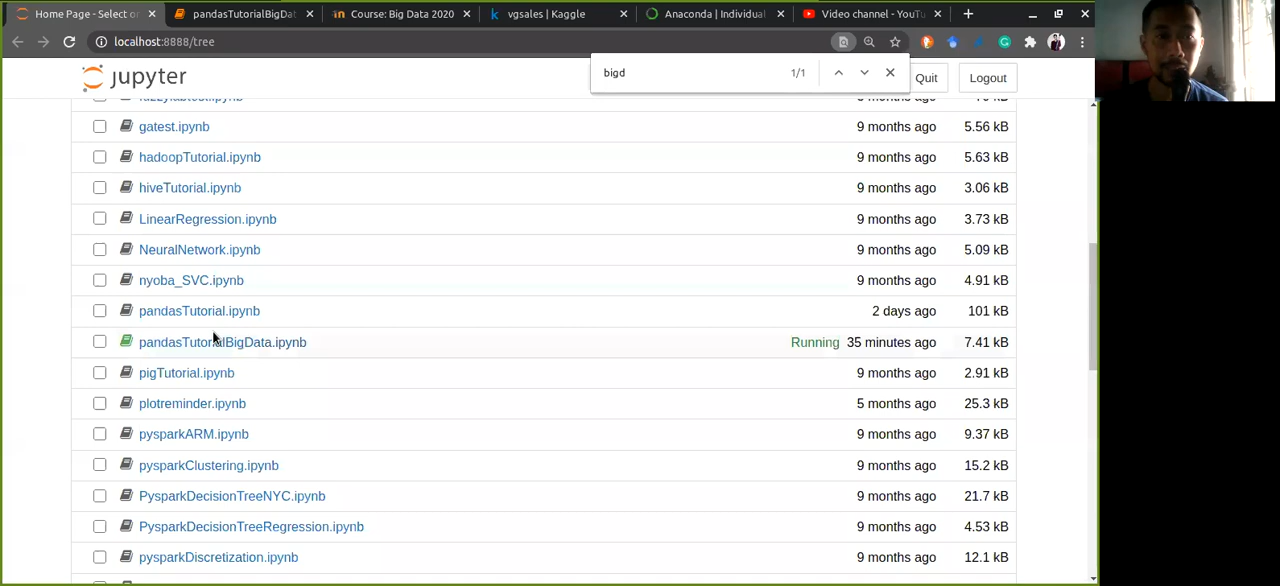 Home Page - Select or
pandasTutorialBigDat
Course: Big Data 2020
vgsales | Kaggle
Anaconda | Individual
Video channel - YouTu
localhost:8888/tree
bigd 1/1
jupyter
Quit
Logout
gatest.ipynb 9 months ago 5.56 kB
hadoopTutorial.ipynb 9 months ago 5.63 kB
hiveTutorial.ipynb 9 months ago 3.06 kB
LinearRegression.ipynb 9 months ago 3.73 kB
NeuralNetwork.ipynb 9 months ago 5.09 kB
nyoba_SVC.ipynb 9 months ago 4.91 kB
pandasTutorial.ipynb 2 days ago 101 kB
pandasTutorialBigData.ipynb Running 35 minutes ago 7.41 kB
pigTutorial.ipynb 9 months ago 2.91 kB
plotreminder.ipynb 5 months ago 25.3 kB
pysparkARM.ipynb 9 months ago 9.37 kB
pysparkClustering.ipynb 9 months ago 15.2 kB
PysparkDecisionTreeNYC.ipynb 9 months ago 21.7 kB
PysparkDecisionTreeRegression.ipynb 9 months ago 4.53 kB
pysparkDiscretization.ipynb 9 months ago 12.1 kB